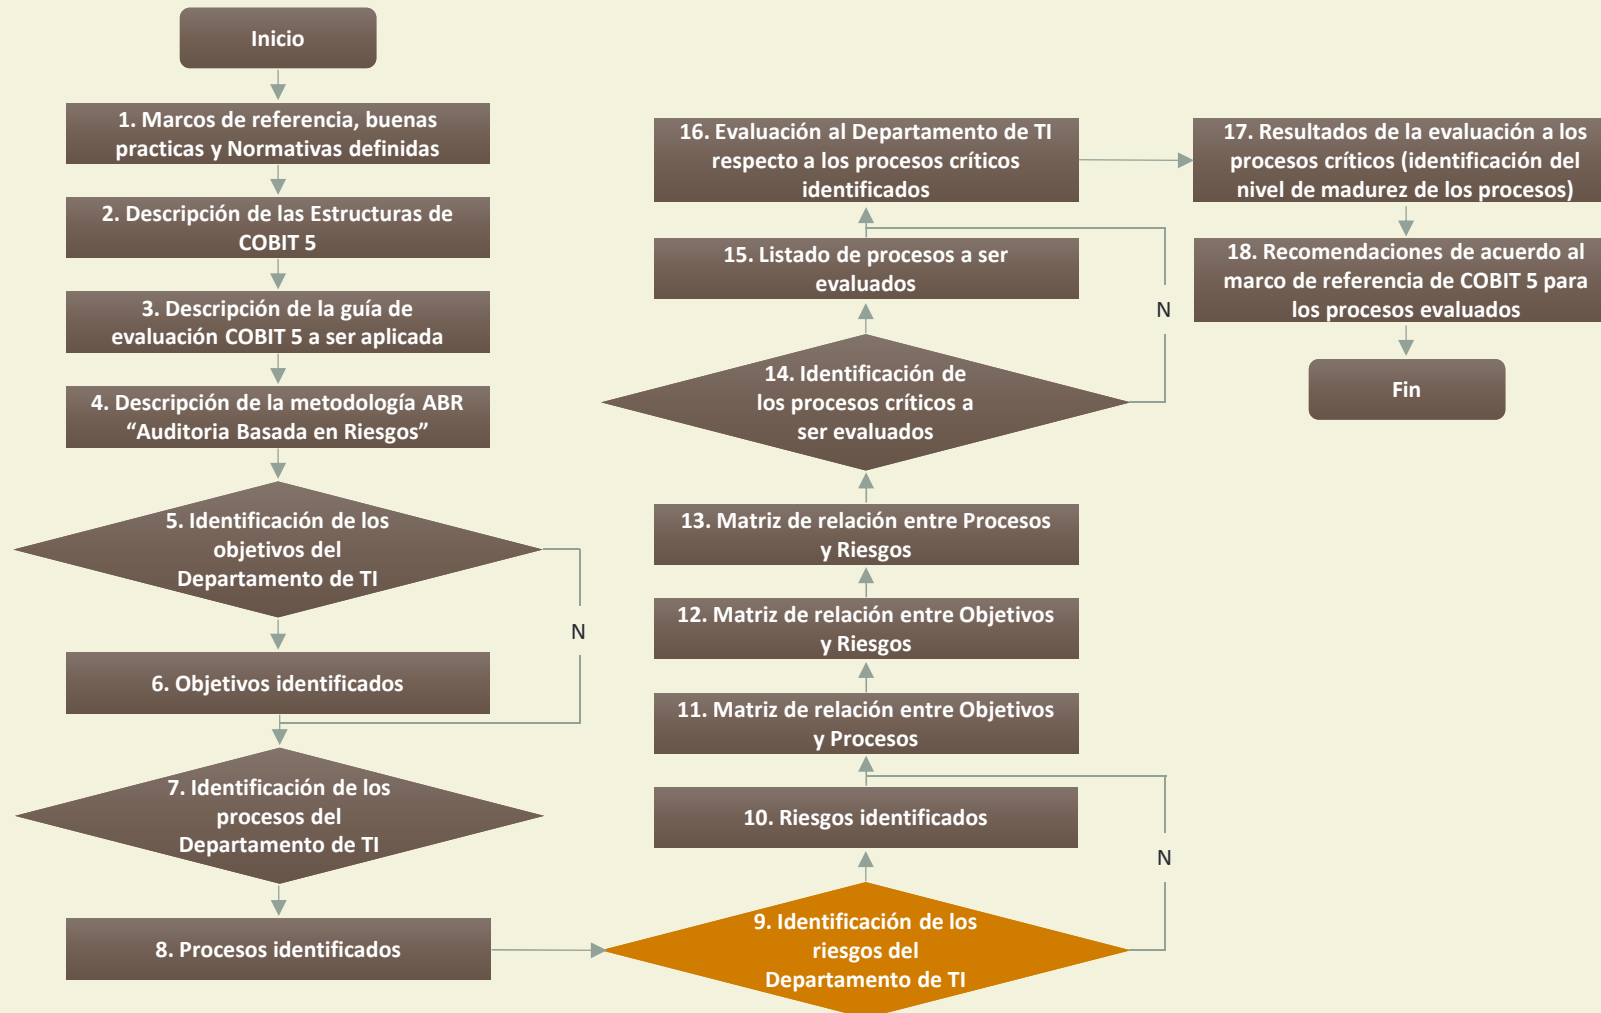 Inicio
1. Marcos de referencia, buenas
practicas y Normativas definidas
2. Descripción de las Estructuras de
COBIT 5
3. Descripción de la guía de
evaluación COBIT 5 a ser aplicada
4. Descripción de la metodología ABR
“Auditoria Basada en Riesgos”
5. Identificación de los
objetivos del
Departamento de TI
N
6. Objetivos identificados
7. Identificación de los
procesos del
Departamento de TI
8. Procesos identificados
9. Identificación de los
riesgos del
Departamento de TI
N
10. Riesgos identificados
11. Matriz de relación entre Objetivos
y Procesos
12. Matriz de relación entre Objetivos
y Riesgos
13. Matriz de relación entre Procesos
y Riesgos
14. Identificación de
los procesos críticos a
ser evaluados
N
15. Listado de procesos a ser
evaluados
16. Evaluación al Departamento de TI
respecto a los procesos críticos
identificados
17. Resultados de la evaluación a los
procesos críticos (identificación del
nivel de madurez de los procesos)
18. Recomendaciones de acuerdo al
marco de referencia de COBIT 5 para
los procesos evaluados
Fin